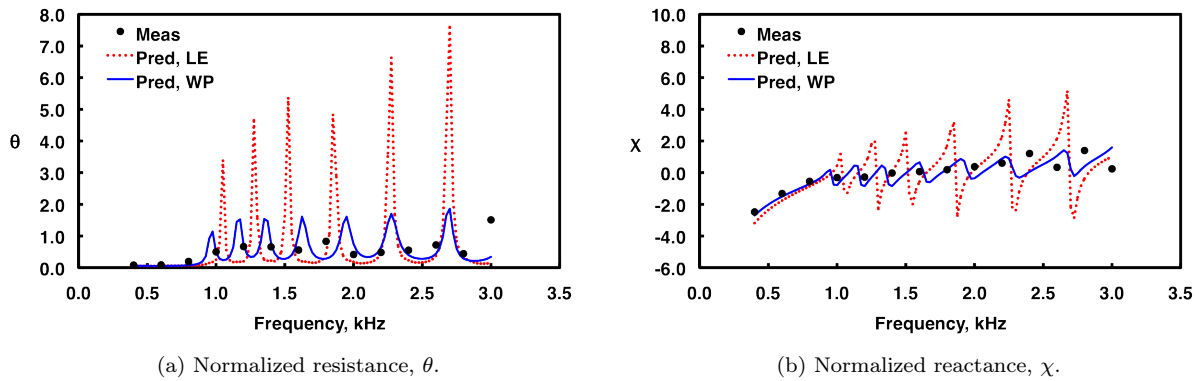 8.0
7.0
6.0
5.0
4.0
3.0
2.0
1.0
0.0
θ
Meas
Pred, LE
Pred, WP
0.0 0.5 1.0 1.5 2.0 2.5 3.0 3.5
Frequency, kHz
(a) Normalized resistance, θ.
10.0
8.0
6.0
4.0
2.0
0.0
-2.0
-4.0
-6.0
χ
Meas
Pred, LE
Pred, WP
0.0 0.5 1.0 1.5 2.0 2.5 3.0 3.5
Frequency, kHz
(b) Normalized reactance, χ.